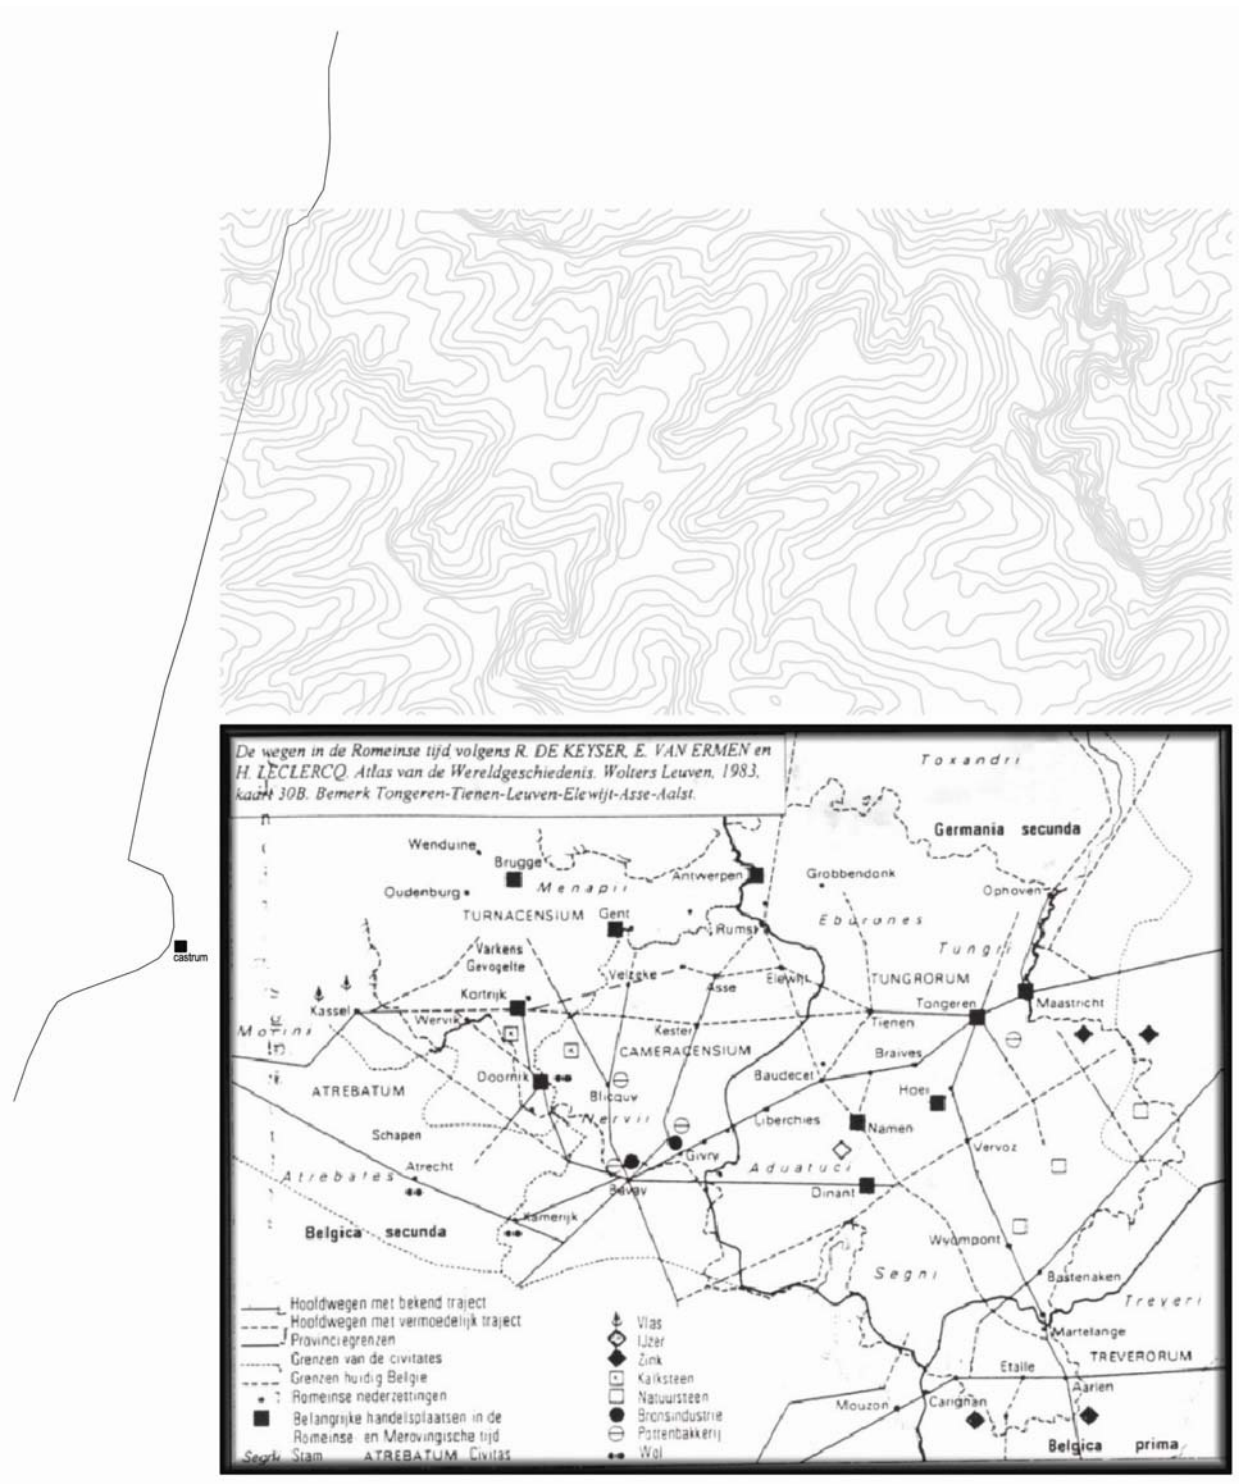 castrum
De wegen in de Romeinse tijd volgens R. DE KEYSER, E. VAN ERMEN en
H. LECLERCQ. Atlas van de Wereldgeschiedenis. Wolters Leuven, 1983,
kaart 30B. Bemerk Tongeren-Tienen-Leuven-Elewijt-Asse-Aalst.
Toxandri
Germania secunda
Wenduine
Brugge
Menapii
Antwerpen
Grobbendonk
Ophoven
Oudenburg
TURNACENSIUM
Gent
Eburones
Rumst
Tungri
Varkens
Gevogelte
Velzeke
Asse
Elewijt
TUNGRORUM
Kortrijk
Tongeren
Maastricht
Kassel
Wervik
Kester
Tienen
Morini
CAMERACENSIUM
Braives
Doornik
Baudecet
Hoei
ATREBATUM
Blicquy
Nervii
Liberchies
Namen
Schapen
Givry
Vervoz
Atrebates
Atrecht
Aduatuci
Bavay
Dinant
Kamerijk
Belgica secunda
Wyompont
Segni
Bastenaken
Treveri
Martelange
TREVERORUM
Etalle
Aarlen
Mouzon
Carignan
Belgica prima
Hoofdwegen met bekend traject
Hoofdwegen met vermoedelijk traject
Provinciegrenzen
Grenzen van de civitates
Grenzen huidig Belgie
Romeinse nederzettingen
Belangrijke handelsplaatsen in de
Romeinse- en Merovingische tijd
Segni Stam ATREBATUM Civitas
Vlas
IJzer
Zink
Kalksteen
Natuursteen
Bronsindustrie
Pottenbakkerij
Wol